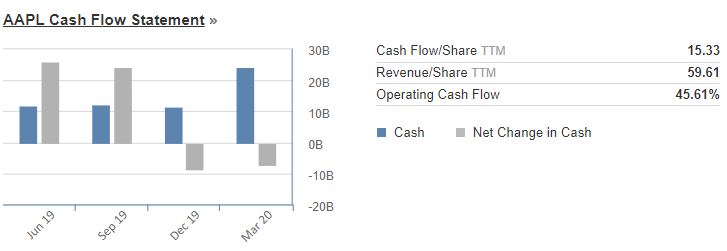 AAPL Cash Flow Statement »
30B
20B
10B
0B
-10B
-20B
Jun 19
Sep 19
Dec 19
Mar 20
Cash Flow/Share TTM 15.33
Revenue/Share TTM 59.61
Operating Cash Flow 45.61%
Cash
Net Change in Cash